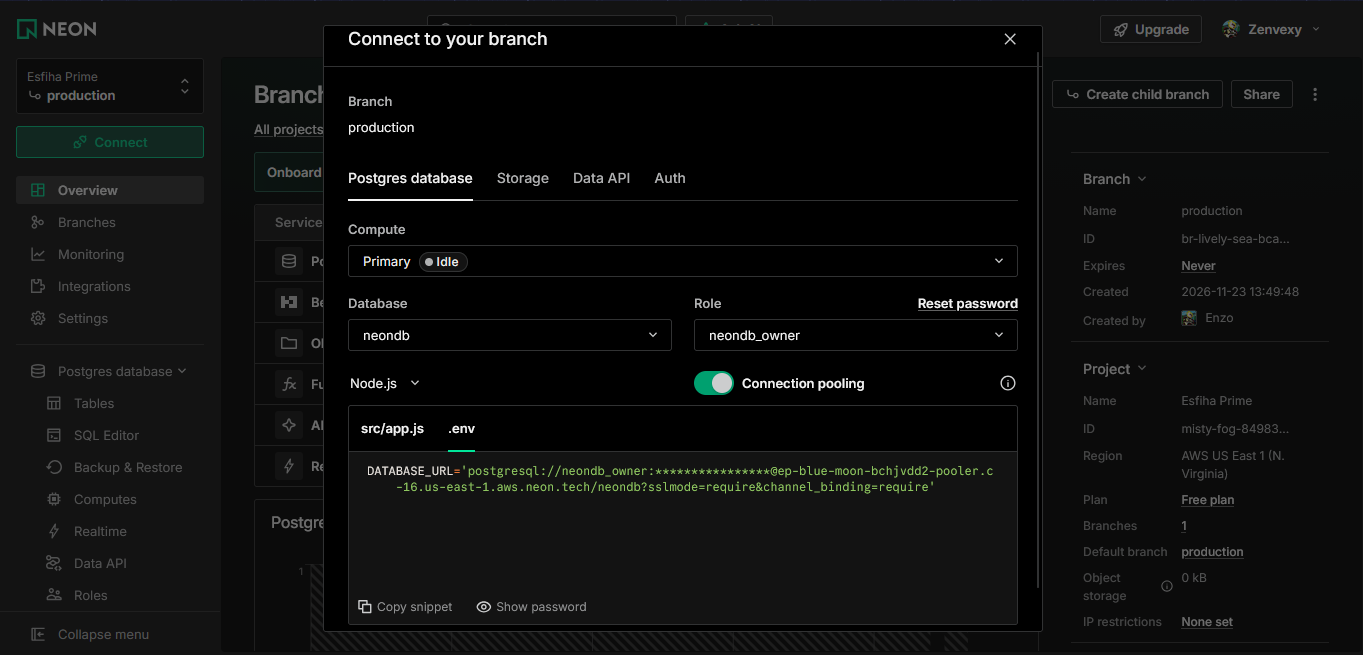 NEON
Upgrade
Zenvexy
Esfiha Prime
production
Connect
Overview
Branches
Monitoring
Integrations
Settings
Postgres database
Tables
SQL Editor
Backup & Restore
Computes
Realtime
Data API
Roles
Collapse menu
All projects
Onboard
Service
Connect to your branch
Branch
production
Postgres database Storage Data API Auth
Compute
Primary Idle
Database Role Reset password
neondb neondb_owner
Node.js Connection pooling
src/app.js .env
DATABASE_URL='postgresql://neondb_owner:****************@ep-blue-moon-bchjvdd2-pooler.c
-16.us-east-1.aws.neon.tech/neondb?sslmode=require&channel_binding=require'
Copy snippet Show password
1
Create child branch Share
Branch
Name production
ID br-lively-sea-bca...
Expires Never
Created 2026-11-23 13:49:48
Created by Enzo
Project
Name Esfiha Prime
ID misty-fog-84983...
Region AWS US East 1 (N.
Virginia)
Plan Free plan
Branches 1
Default branch production
Object 0 kB
storage
IP restrictions None set